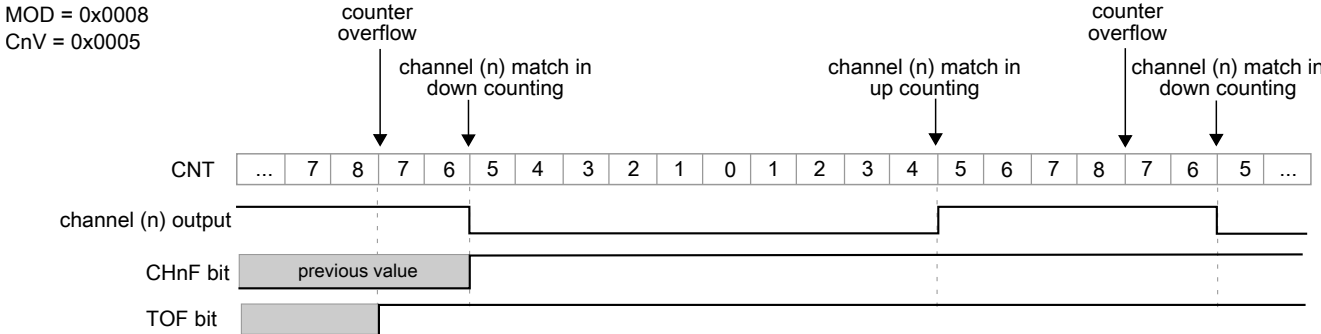 MOD = 0x0008
CnV = 0x0005
counter
overflow
channel (n) match in
down counting
channel (n) match in
up counting
counter
overflow
channel (n) match in
down counting
CNT ... 7 8 7 6 5 4 3 2 1 0 1 2 3 4 5 6 7 8 7 6 5 ...
channel (n) output
CHnF bit previous value
TOF bit